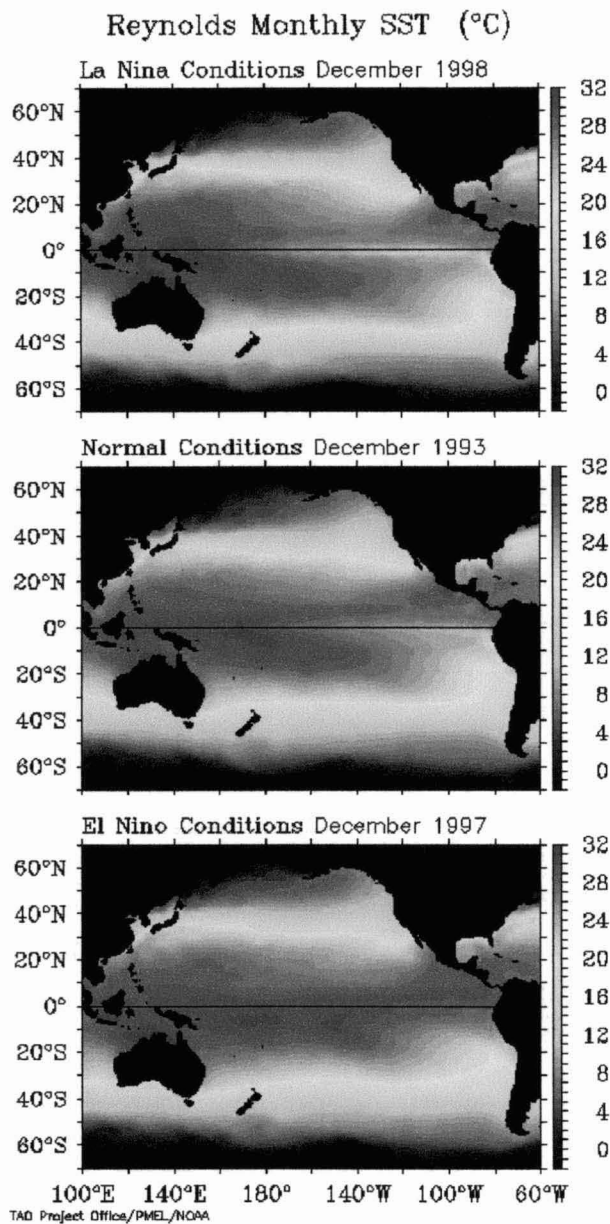 Reynolds Monthly SST (°C)
La Nina Conditions December 1998
60°N
40°N
20°N
0°
20°S
40°S
60°S
32
28
24
20
16
12
8
4
0
Normal Conditions December 1993
60°N
40°N
20°N
0°
20°S
40°S
60°S
32
28
24
20
16
12
8
4
0
El Nino Conditions December 1997
60°N
40°N
20°N
0°
20°S
40°S
60°S
32
28
24
20
16
12
8
4
0
100°E 140°E 180° 140°W 100°W 60°W
TAO Project Office/PMEL/NOAA